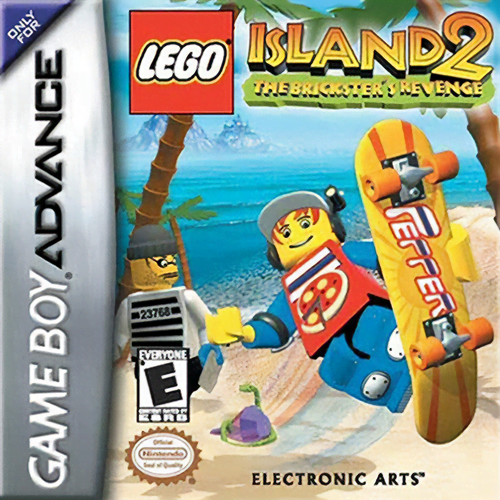 ONLY
FOR
GAME BOY ADVANCE
LEGO
ISLAND 2
THE BRICKSTER'S REVENGE
PEPPER
23768
EVERYONE
E
CONTENT RATED BY
ESRB
Official
Nintendo
Seal of Quality
ELECTRONIC ARTS™